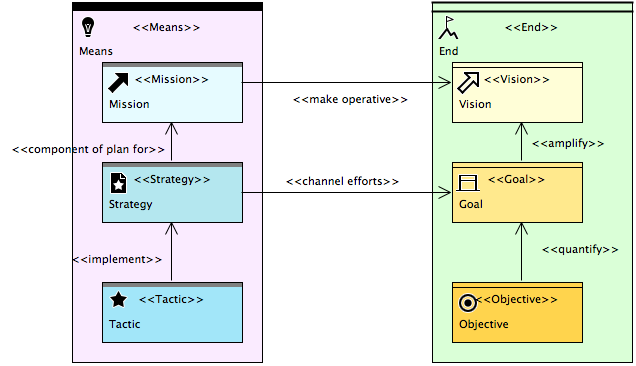 <<Means>>
Means
<<Mission>>
Mission
<<component of plan for>>
<<Strategy>>
Strategy
<<implement>>
<<Tactic>>
Tactic
<<make operative>>
<<channel efforts>>
<<End>>
End
<<Vision>>
Vision
<<amplify>>
<<Goal>>
Goal
<<quantify>>
<<Objective>>
Objective